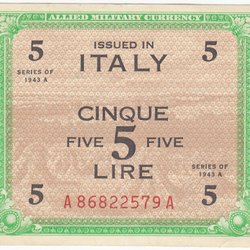 ALLIED MILITARY CURRENCY
5 ISSUED IN 5
ITALY
SERIES OF
1943 A
CINQUE
FIVE 5 FIVE
LIRE
SERIES OF
1943 A
5 5
A 86822579 A